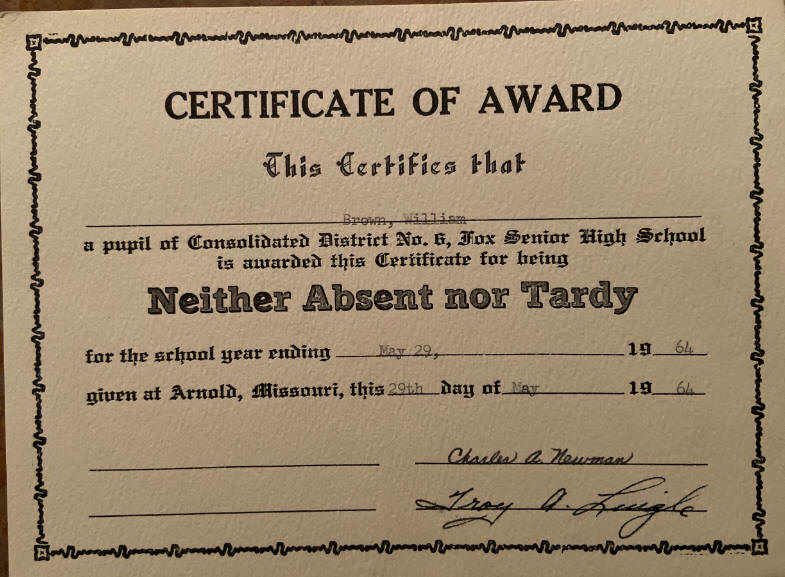 CERTIFICATE OF AWARD
This Certifies that
Brown, William
a pupil of Consolidated District No. 6, Fox Senior High School
is awarded this Certificate for being
Neither Absent nor Tardy
for the school year ending May 29, 19 64
given at Arnold, Missouri, this 29th day of May 19 64
Charles A. Newman
Troy A.